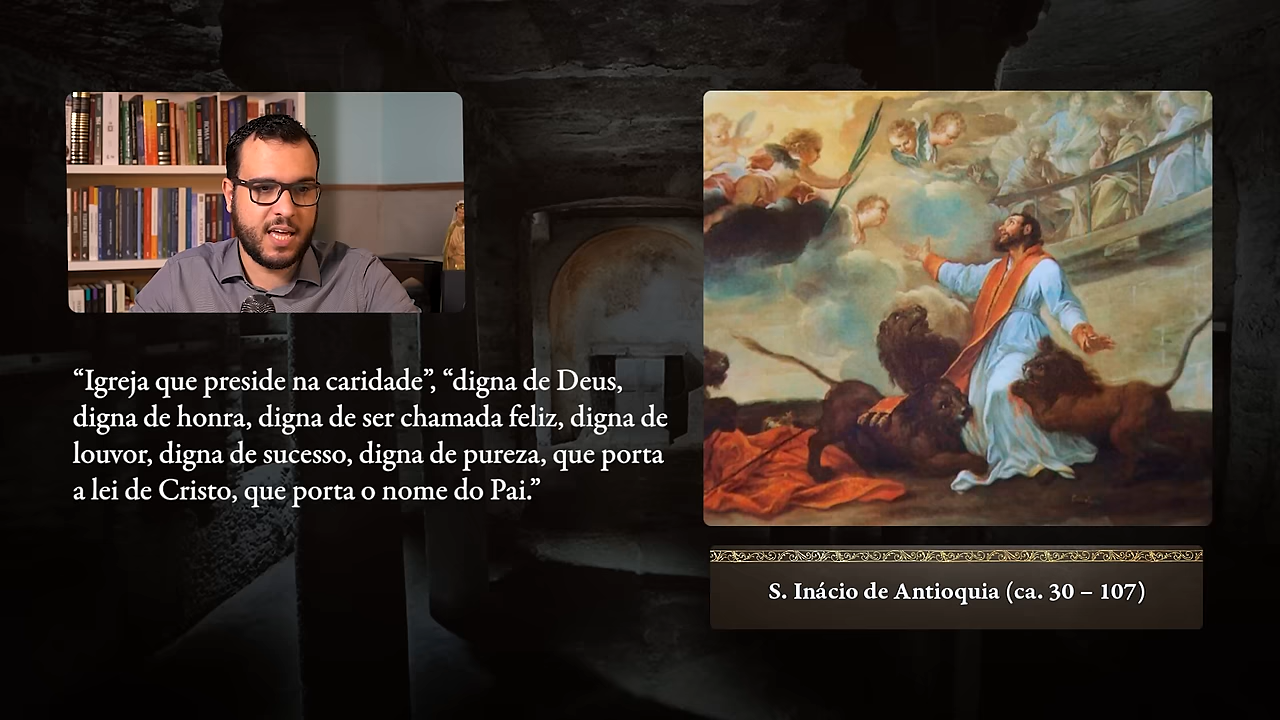 “Igreja que preside na caridade”, “digna de Deus,
digna de honra, digna de ser chamada feliz, digna de
louvor, digna de sucesso, digna de pureza, que porta
a lei de Cristo, que porta o nome do Pai.”
S. Inácio de Antioquia (ca. 30 – 107)